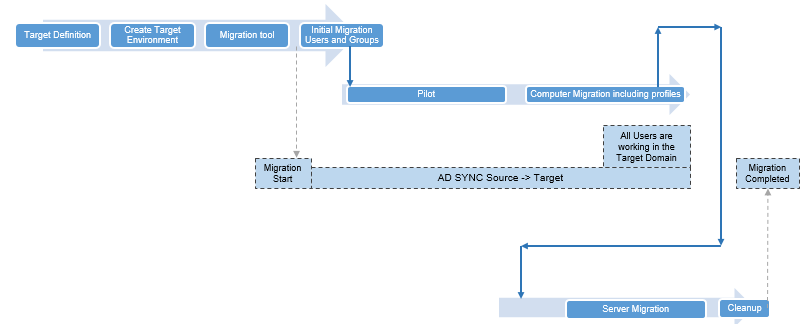 Target Definition
Create Target
Environment
Migration tool
Initial Migration
Users and Groups
Pilot
Computer Migration including profiles
All Users are
working in the
Target Domain
Migration
Start
AD SYNC Source -> Target
Migration
Completed
Server Migration
Cleanup